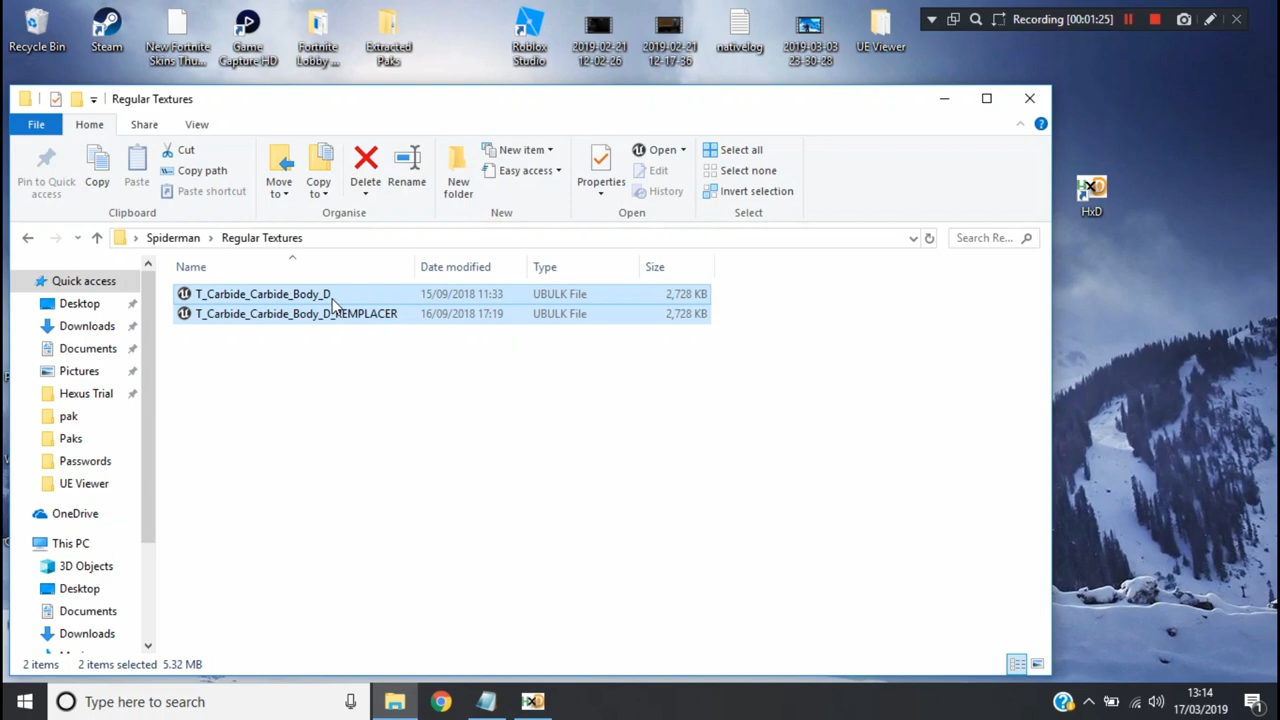 Recording [00:01:25]
Recycle Bin
Steam
New Fortnite Skins Thu...
Game Capture HD
Fortnite Lobby ...
Extracted Paks
Roblox Studio
2019-02-21 12-02-26
2019-02-21 12-17-36
nativelog
2019-03-03 23-30-28
UE Viewer
HxD
Regular Textures
File Home Share View
Pin to Quick access
Copy
Paste
Cut
Copy path
Paste shortcut
Clipboard
Move to
Copy to
Delete
Rename
Organise
New folder
New item
Easy access
New
Properties
Open
Edit
History
Open
Select all
Select none
Invert selection
Select
Spiderman Regular Textures
Search Re...
Name Date modified Type Size
T_Carbide_Carbide_Body_D 15/09/2018 11:33 UBULK File 2,728 KB
T_Carbide_Carbide_Body_D 16/09/2018 17:19 UBULK File 2,728 KB
Quick access
Desktop
Downloads
Documents
Pictures
Hexus Trial
pak
Paks
Passwords
UE Viewer
OneDrive
This PC
3D Objects
Desktop
Documents
Downloads
2 items 2 items selected 5.32 MB
Type here to search
13:14
17/03/2019
1